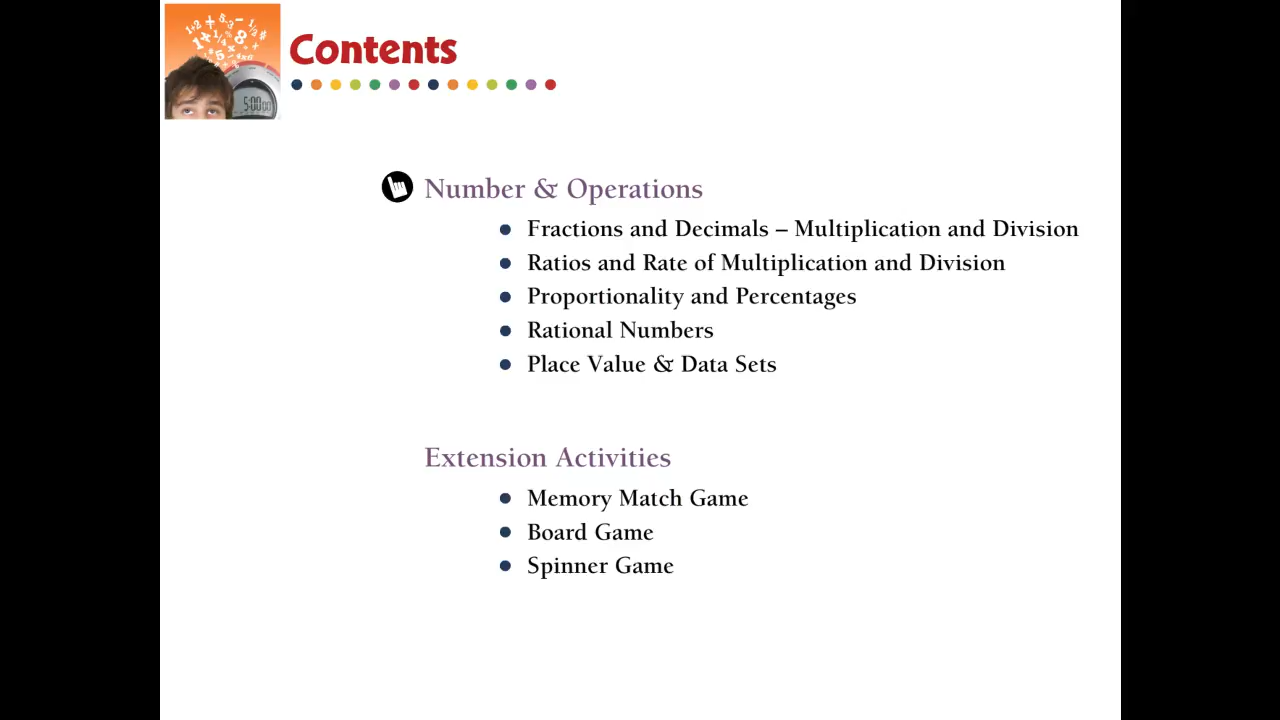 Contents
Number & Operations
Fractions and Decimals – Multiplication and Division
Ratios and Rate of Multiplication and Division
Proportionality and Percentages
Rational Numbers
Place Value & Data Sets
Extension Activities
Memory Match Game
Board Game
Spinner Game